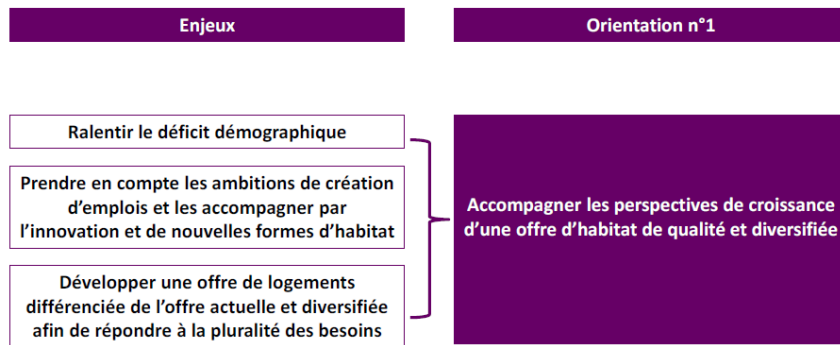 Enjeux
Orientation n°1
Ralentir le déficit démographique
Prendre en compte les ambitions de création
d'emplois et les accompagner par
l'innovation et de nouvelles formes d'habitat
Développer une offre de logements
différenciée de l'offre actuelle et diversifiée
afin de répondre à la pluralité des besoins
Accompagner les perspectives de croissance
d'une offre d'habitat de qualité et diversifiée